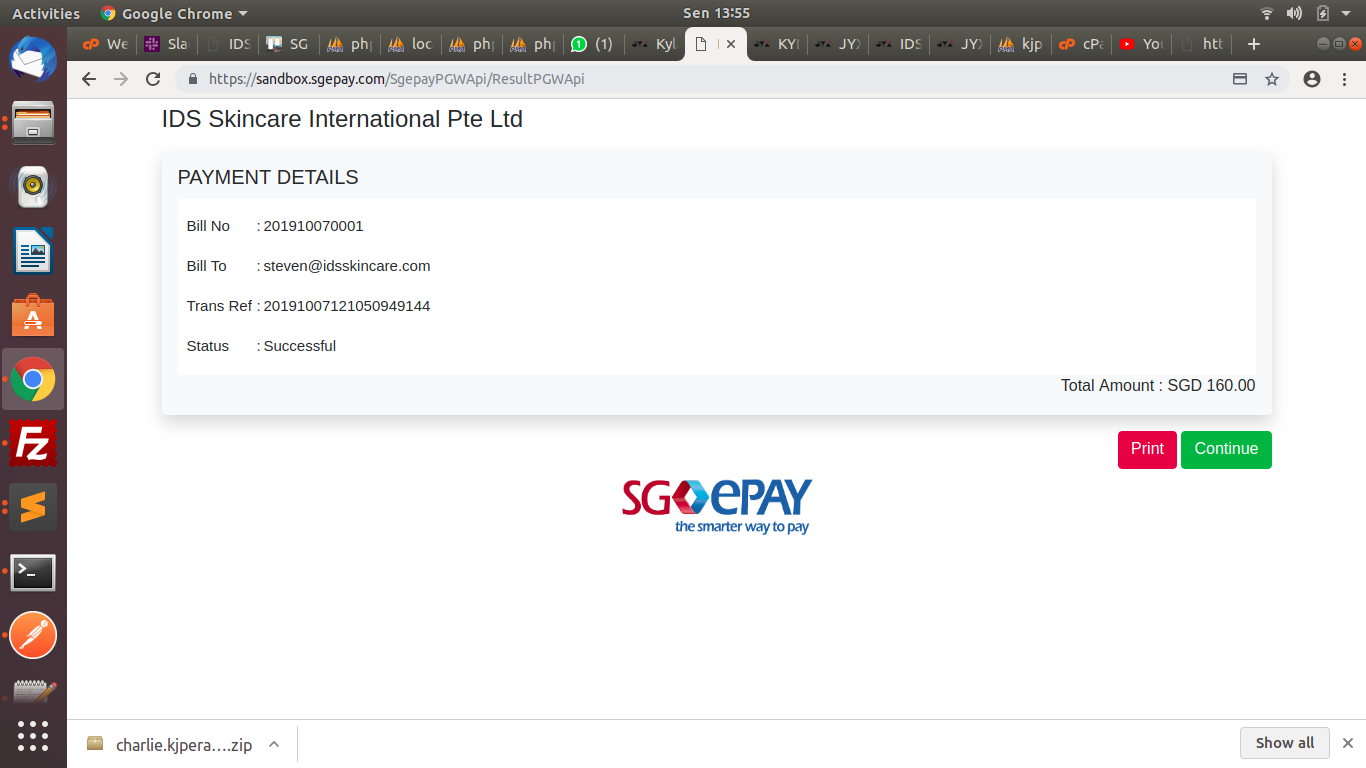 Activities Google Chrome Sen 13:55
We Sla IDS SG php loc php php (1) Kyl KYL JYX IDS JYX kjp cPa You htt
https://sandbox.sgepay.com/SgepayPGWApi/ResultPGWApi
IDS Skincare International Pte Ltd
PAYMENT DETAILS
Bill No : 201910070001
Bill To : steven@idsskincare.com
Trans Ref : 20191007121050949144
Status : Successful
Total Amount : SGD 160.00
Print Continue
SG ePAY
the smarter way to pay
charlie.kjpera….zip Show all